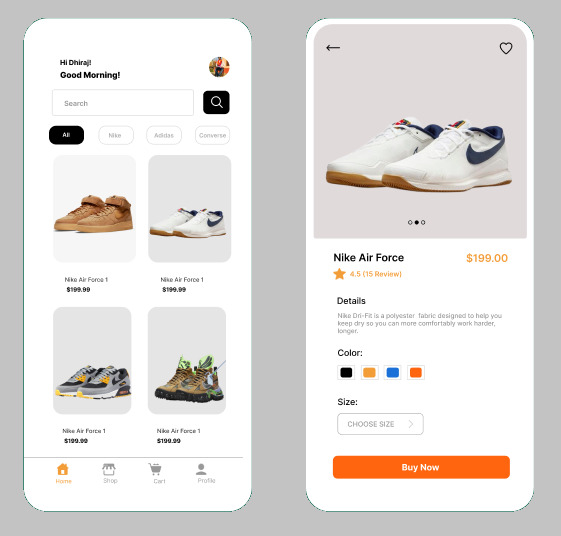 Hi Dhiraj!
Good Morning!
Search
All
Nike
Adidas
Converse
Nike Air Force 1
$199.99
Nike Air Force 1
$199.99
Nike Air Force 1
$199.99
Nike Air Force 1
$199.99
Home
Shop
Cart
Profile
Nike Air Force
$199.00
4.5 (15 Review)
Details
Nike Dri-Fit is a polyester fabric designed to help you
keep dry so you can more comfortably work harder,
longer.
Color:
Size:
CHOOSE SIZE
Buy Now